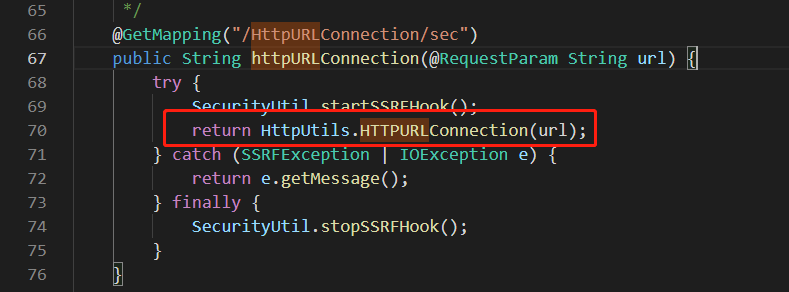 65 */
66 @GetMapping("/HttpURLConnection/sec")
67 public String httpURLConnection(@RequestParam String url) {
68 try {
69 SecurityUtil.startSSRFHook();
70 return HttpUtils.HTTPURLConnection(url);
71 } catch (SSRFException | IOException e) {
72 return e.getMessage();
73 } finally {
74 SecurityUtil.stopSSRFHook();
75 }
76 }